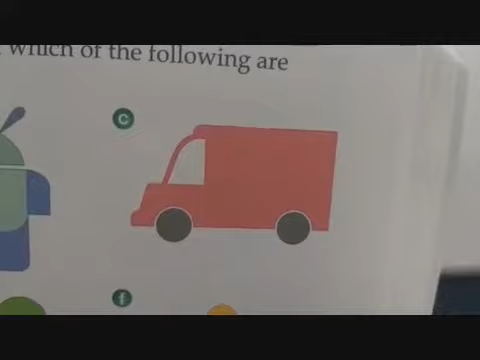 which of the following are
c
f